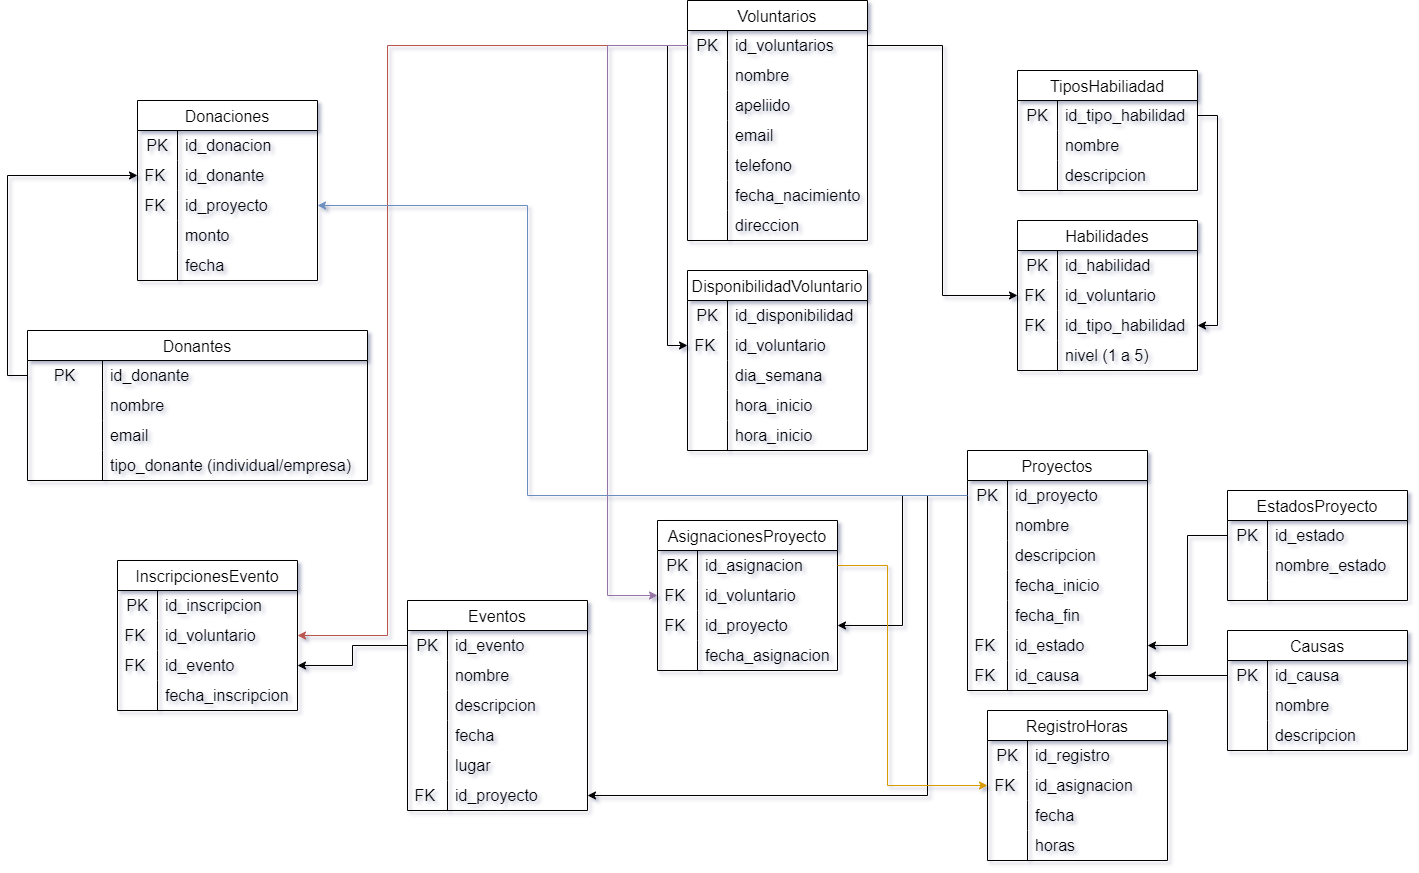 Voluntarios
PK id_voluntarios
nombre
apeliido
email
telefono
fecha_nacimiento
direccion
TiposHabiliadad
PK id_tipo_habilidad
nombre
descripcion
Donaciones
PK id_donacion
FK id_donante
FK id_proyecto
monto
fecha
Habilidades
PK id_habilidad
FK id_voluntario
FK id_tipo_habilidad
nivel (1 a 5)
DisponibilidadVoluntario
PK id_disponibilidad
FK id_voluntario
dia_semana
hora_inicio
hora_inicio
Donantes
PK id_donante
nombre
email
tipo_donante (individual/empresa)
Proyectos
PK id_proyecto
nombre
descripcion
fecha_inicio
fecha_fin
FK id_estado
FK id_causa
EstadosProyecto
PK id_estado
nombre_estado
AsignacionesProyecto
PK id_asignacion
FK id_voluntario
FK id_proyecto
fecha_asignacion
InscripcionesEvento
PK id_inscripcion
FK id_voluntario
FK id_evento
fecha_inscripcion
Eventos
PK id_evento
nombre
descripcion
fecha
lugar
FK id_proyecto
Causas
PK id_causa
nombre
descripcion
RegistroHoras
PK id_registro
FK id_asignacion
fecha
horas